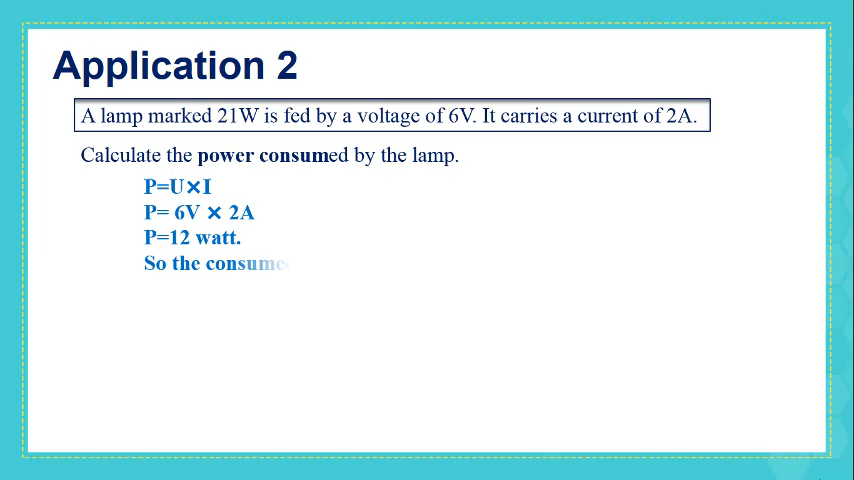 Application 2
A lamp marked 21W is fed by a voltage of 6V. It carries a current of 2A.
Calculate the power consumed by the lamp.
P=U×I
P= 6V × 2A
P=12 watt.
So the consume